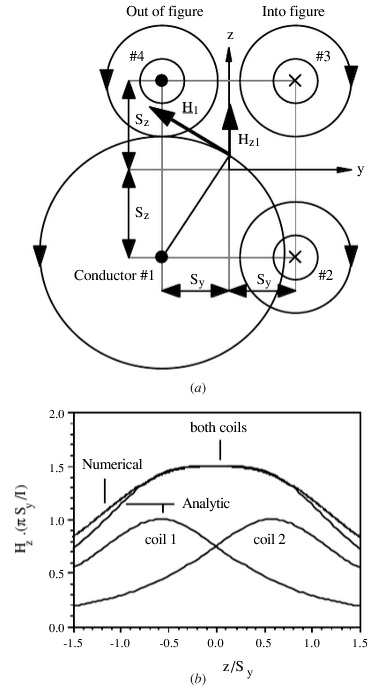 Out of figure Into figure
z
#4 #3
H1
Sz Hz1
y
Sz
Conductor #1 Sy Sy #2
(a)
2.0
both coils
1.5
Numerical
Analytic
1.0
coil 1 coil 2
0.5
0.0
Hz.(πSy/I)
-1.5 -1.0 -0.5 0.0 0.5 1.0 1.5
z/Sy
(b)